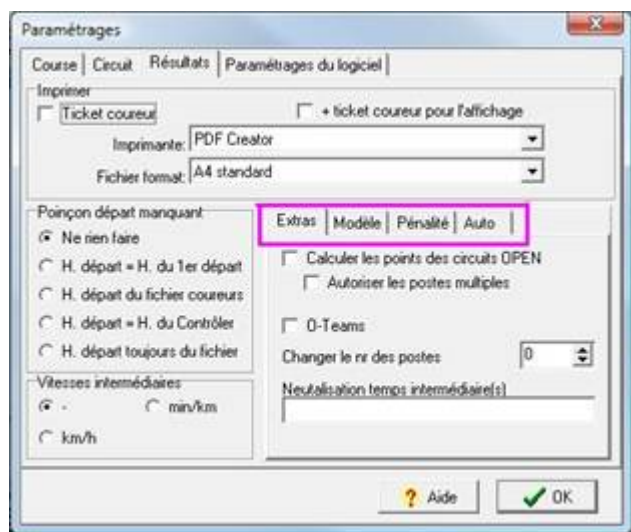 Paramétrages
Course Circuit Résultats Paramétrages du logiciel
Imprimer
Ticket coureur + ticket coureur pour l'affichage
Imprimante: PDF Creator
Fichier format: A4 standard
Poinçon départ manquant
Ne rien faire
H. départ = H. du 1er départ
H. départ du fichier coureurs
H. départ = H. du Contrôler
H. départ toujours du fichier
Vitesses intermédiaires
- min/km
km/h
Extras Modèle Pénalité Auto
Calculer les points des circuits OPEN
Autoriser les postes multiples
O-Teams
Changer le nr des postes 0
Neutalisation temps intermédiaire(s)
? Aide OK